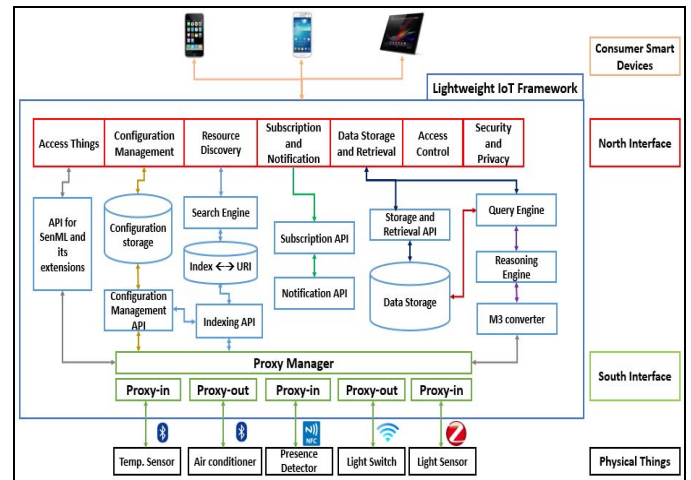 Consumer Smart
Devices
Lightweight IoT Framework
Access Things
Configuration
Management
Resource
Discovery
Subscription
and
Notification
Data Storage
and Retrieval
Access
Control
Security
and
Privacy
North Interface
API for
SenML and
its
extensions
Configuration
storage
Search Engine
Index <--> URI
Configuration
Management
API
Indexing API
Subscription API
Notification API
Storage and
Retrieval API
Data Storage
Query Engine
Reasoning
Engine
M3 converter
Proxy Manager
Proxy-in
Proxy-out
Proxy-in
Proxy-out
Proxy-in
South Interface
NFC
Temp. Sensor
Air conditioner
Presence
Detector
Light Switch
Light Sensor
Physical Things